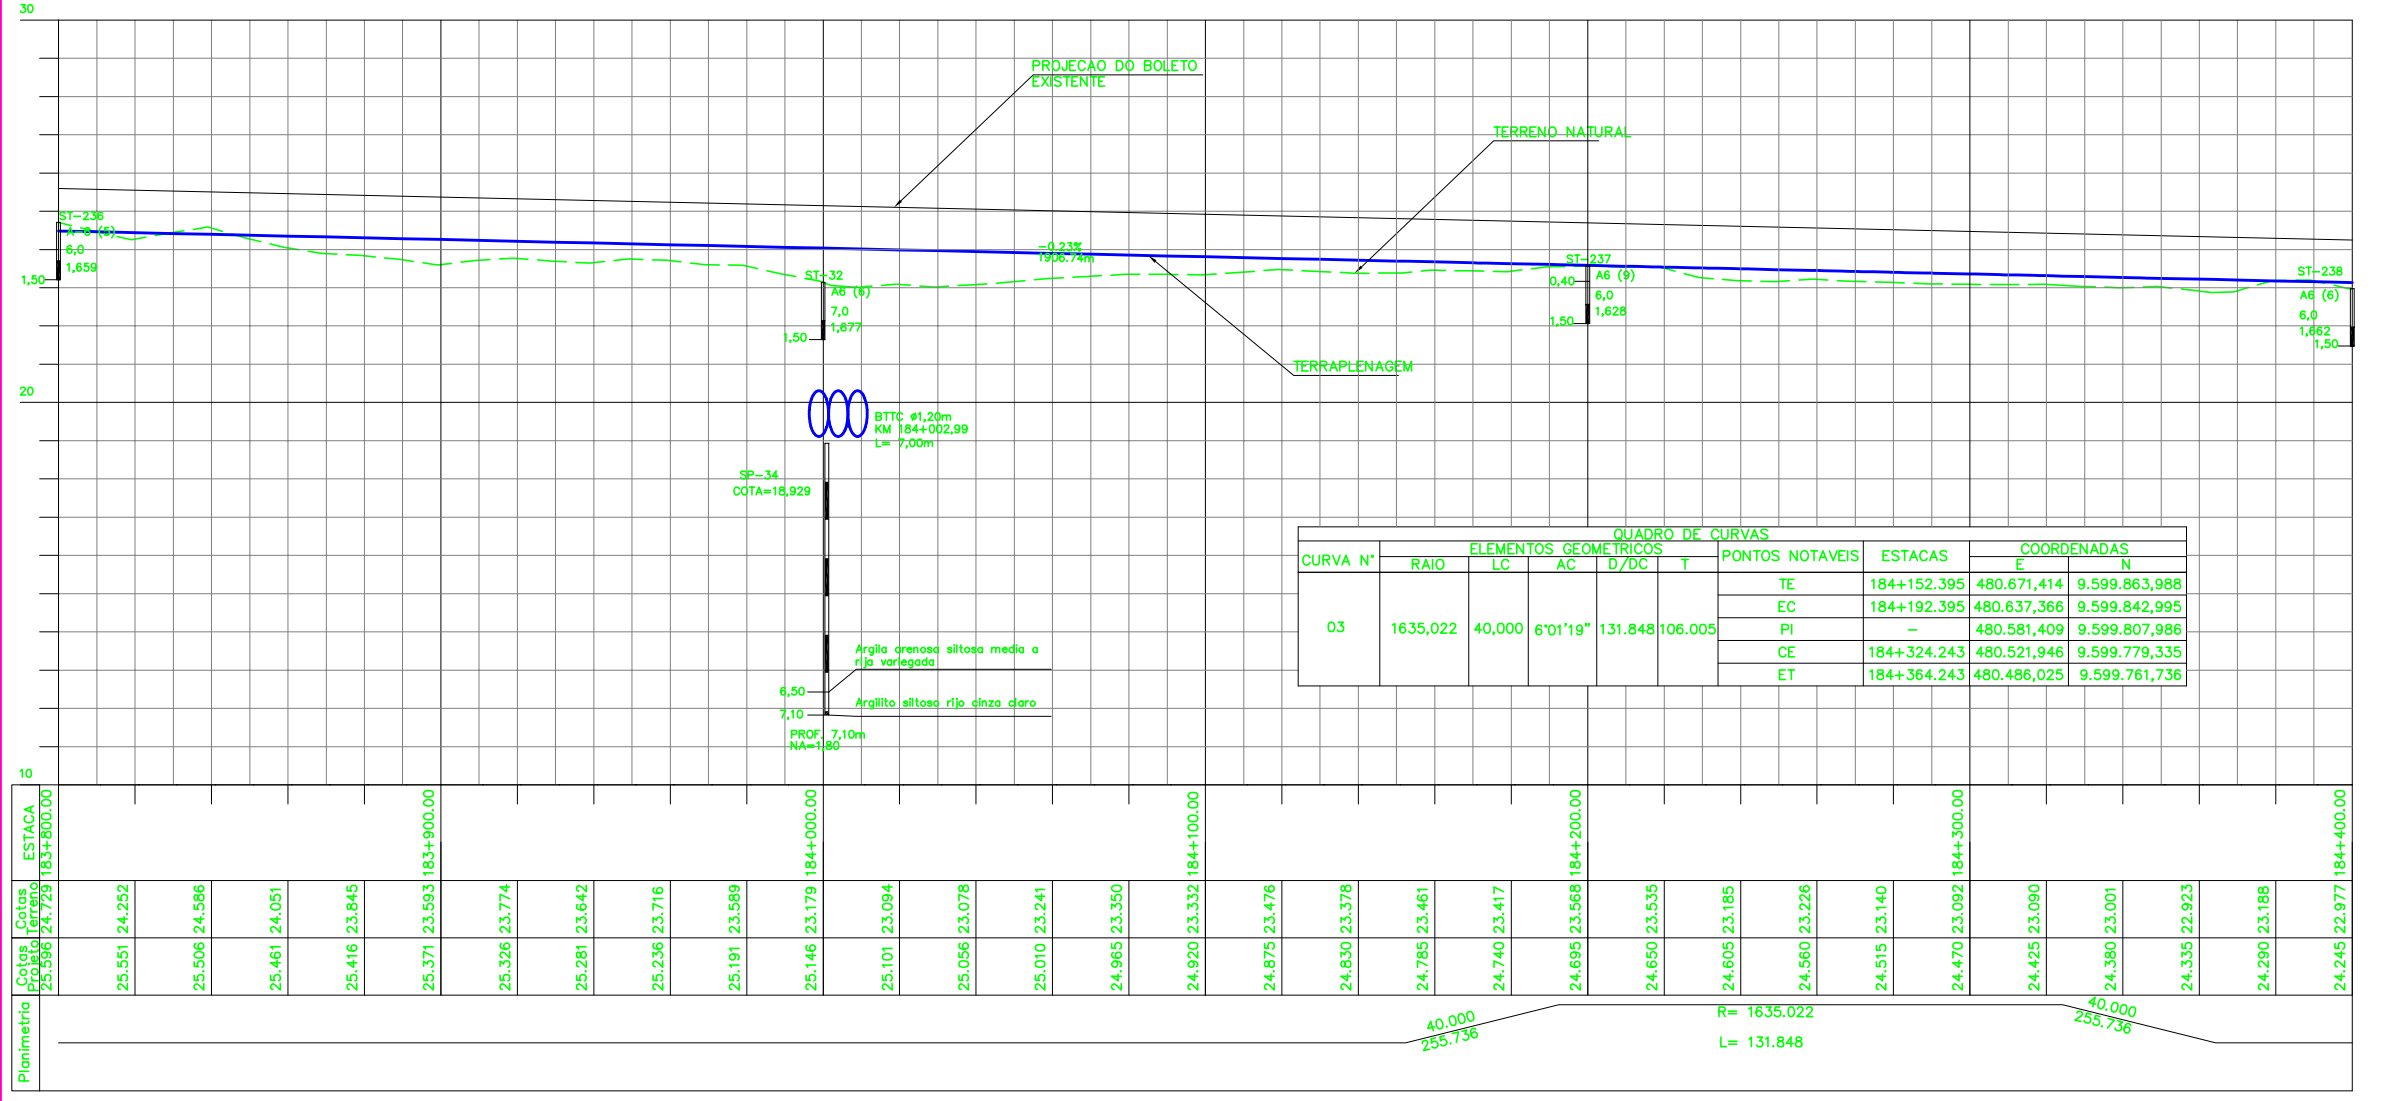 30
PROJECAO DO BOLETO
EXISTENTE
TERRENO NATURAL
ST-236
A-6 (5)
6,0
1,659
1,50
-0.23%
1906.74m
ST-32
A6 (6)
7,0
1,677
1,50
ST-237
A6 (9)
0,40
6,0
1,628
1,50
ST-238
A6 (6)
6,0
1,662
1,50
TERRAPLENAGEM
20
BTTC ø1,20m
KM 184+002,99
L= 7,00m
SP-34
COTA=18,929
QUADRO DE CURVAS
CURVA N° ELEMENTOS GEOMETRICOS PONTOS NOTAVEIS ESTACAS COORDENADAS
RAIO LC AC D/DC T E N
TE 184+152.395 480.671,414 9.599.863,988
EC 184+192.395 480.637,366 9.599.842,995
03 1635,022 40,000 6°01'19" 131.848 106.005 PI - 480.581,409 9.599.807,986
CE 184+324.243 480.521,946 9.599.779,335
ET 184+364.243 480.486,025 9.599.761,736
Argila arenosa siltosa media a
rija variegada
6,50
Argilito siltoso rijo cinza claro
7,10
PROF. 7,10m
NA=1,80
10
ESTACA 183+800.00 183+900.00 184+000.00 184+100.00 184+200.00 184+300.00 184+400.00
Cotas Terreno 24.729 24.252 24.586 24.051 23.845 23.593 23.774 23.642 23.716 23.589 23.179 23.094 23.078 23.241 23.350 23.332 23.476 23.378 23.461 23.417 23.568 23.535 23.185 23.226 23.140 23.092 23.090 23.001 22.923 23.188 22.977
Cotas Projeto 25.596 25.551 25.506 25.461 25.416 25.371 25.326 25.281 25.236 25.191 25.146 25.101 25.056 25.010 24.965 24.920 24.875 24.830 24.785 24.740 24.695 24.650 24.605 24.560 24.515 24.470 24.425 24.380 24.335 24.290 24.245
Planimetria
40.000
255.736
R= 1635.022
L= 131.848
40.000
255.736